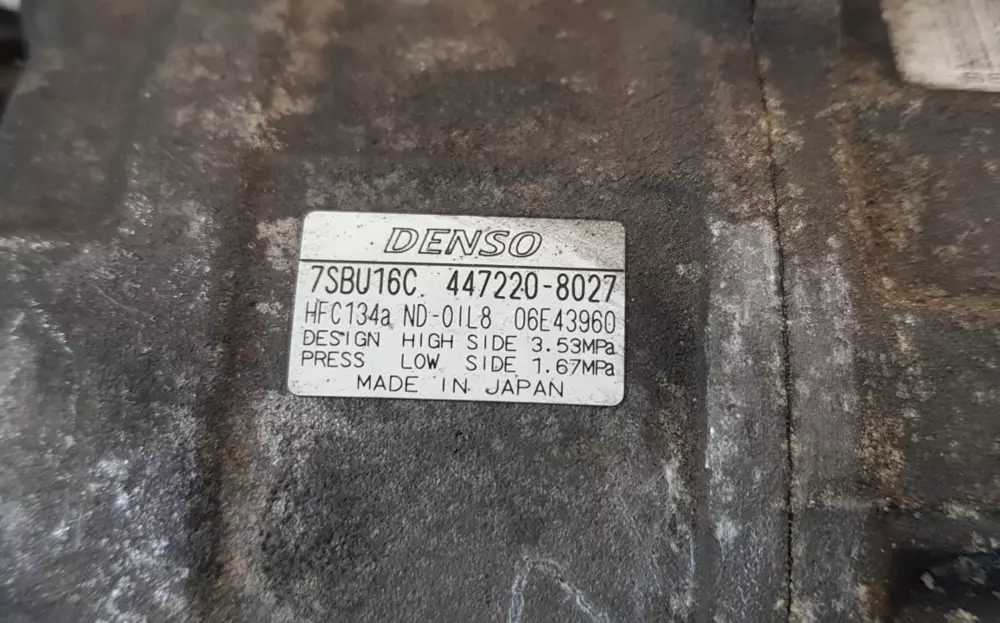 DENSO
7SBU16C 447220-8027
HFC134a ND-OIL8 06E43960
DESIGN HIGH SIDE 3.53MPa
PRESS LOW SIDE 1.67MPa
MADE IN JAPAN